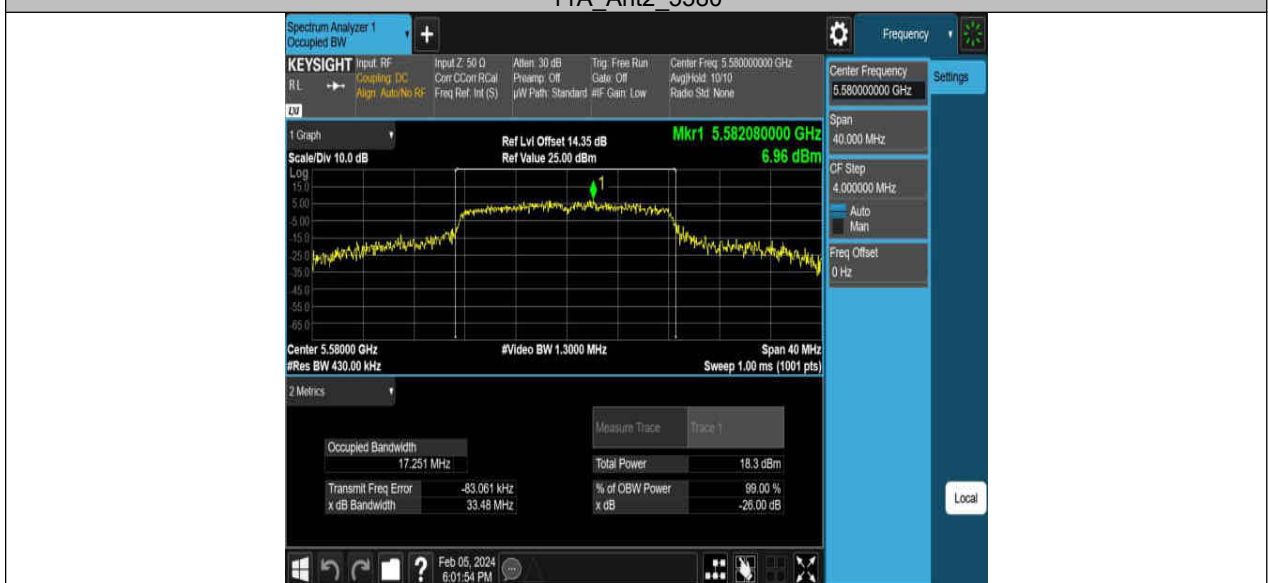 11A_Ant2_5580
Spectrum Analyzer 1
Occupied BW
Frequency
KEYSIGHT
RL
LXI
Input: RF
Coupling: DC
Align: Auto/No RF
Input Z: 50 Ω
Corr CCorr RCal
Freq Ref: Int (S)
Atten: 30 dB
Preamp: Off
µW Path: Standard
Trig: Free Run
Gate: Off
#IF Gain: Low
Center Freq: 5.580000000 GHz
Avg|Hold: 10/10
Radio Std: None
Center Frequency
5.580000000 GHz
Settings
Span
40.000 MHz
CF Step
4.000000 MHz
Auto
Man
Freq Offset
0 Hz
1 Graph
Scale/Div 10.0 dB
Ref Lvl Offset 14.35 dB
Ref Value 25.00 dBm
Mkr1 5.582080000 GHz
6.96 dBm
Log
15.0
5.00
-5.00
-15.0
-25.0
-35.0
-45.0
-55.0
-65.0
1
Center 5.58000 GHz
#Res BW 430.00 kHz
#Video BW 1.3000 MHz
Span 40 MHz
Sweep 1.00 ms (1001 pts)
2 Metrics
Measure Trace
Trace 1
Occupied Bandwidth
17.251 MHz
Total Power
18.3 dBm
Transmit Freq Error
-83.061 kHz
% of OBW Power
99.00 %
x dB Bandwidth
33.48 MHz
x dB
-26.00 dB
Local
Feb 05, 2024
6:01:54 PM